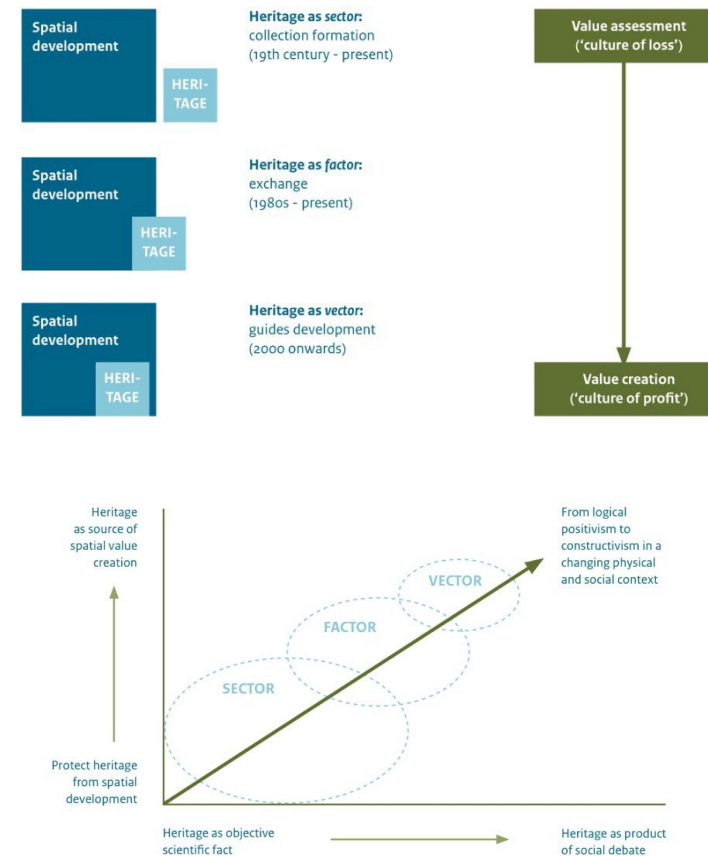 Spatial
development
HERI-
TAGE
Heritage as sector:
collection formation
(19th century - present)
Value assessment
(‘culture of loss’)
Spatial
development
HERI-
TAGE
Heritage as factor:
exchange
(1980s - present)
Spatial
development
HERI-
TAGE
Heritage as vector:
guides development
(2000 onwards)
Value creation
(‘culture of profit’)
Heritage
as source of
spatial value
creation
From logical
positivism to
constructivism in a
changing physical
and social context
VECTOR
FACTOR
SECTOR
Protect heritage
from spatial
development
Heritage as objective
scientific fact
Heritage as product
of social debate